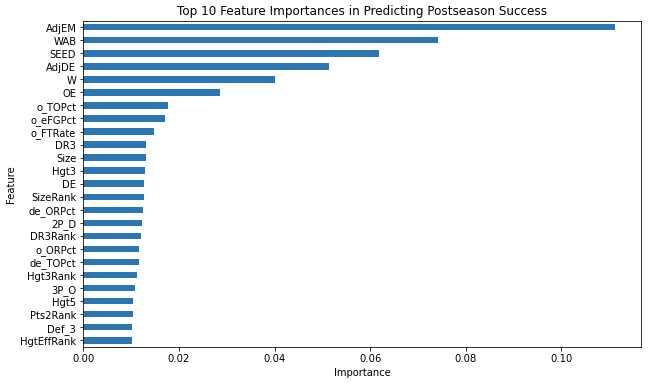 Top 10 Feature Importances in Predicting Postseason Success
AdjEM
WAB
SEED
AdjDE
W
OE
o_TOPct
o_eFGPct
o_FTRate
DR3
Size
Hgt3
DE
SizeRank
de_ORPct
2P_D
DR3Rank
o_ORPct
de_TOPct
Hgt3Rank
3P_O
Hgt5
Pts2Rank
Def_3
HgtEffRank
Feature
0.00 0.02 0.04 0.06 0.08 0.10
Importance